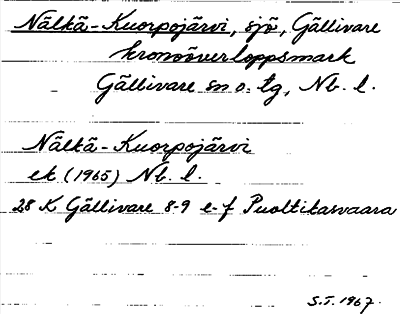 Nälkä-Kuorpojärvi, sjö, Gällivare
kronoöverloppsmark
Gällivare sn o. tg, Nb. l.
Nälkä-Kuorpojärvi
ek (1965) Nb. l.
28 K Gällivare 8-9 e-f Puoltikasvaara
S.T. 1967.